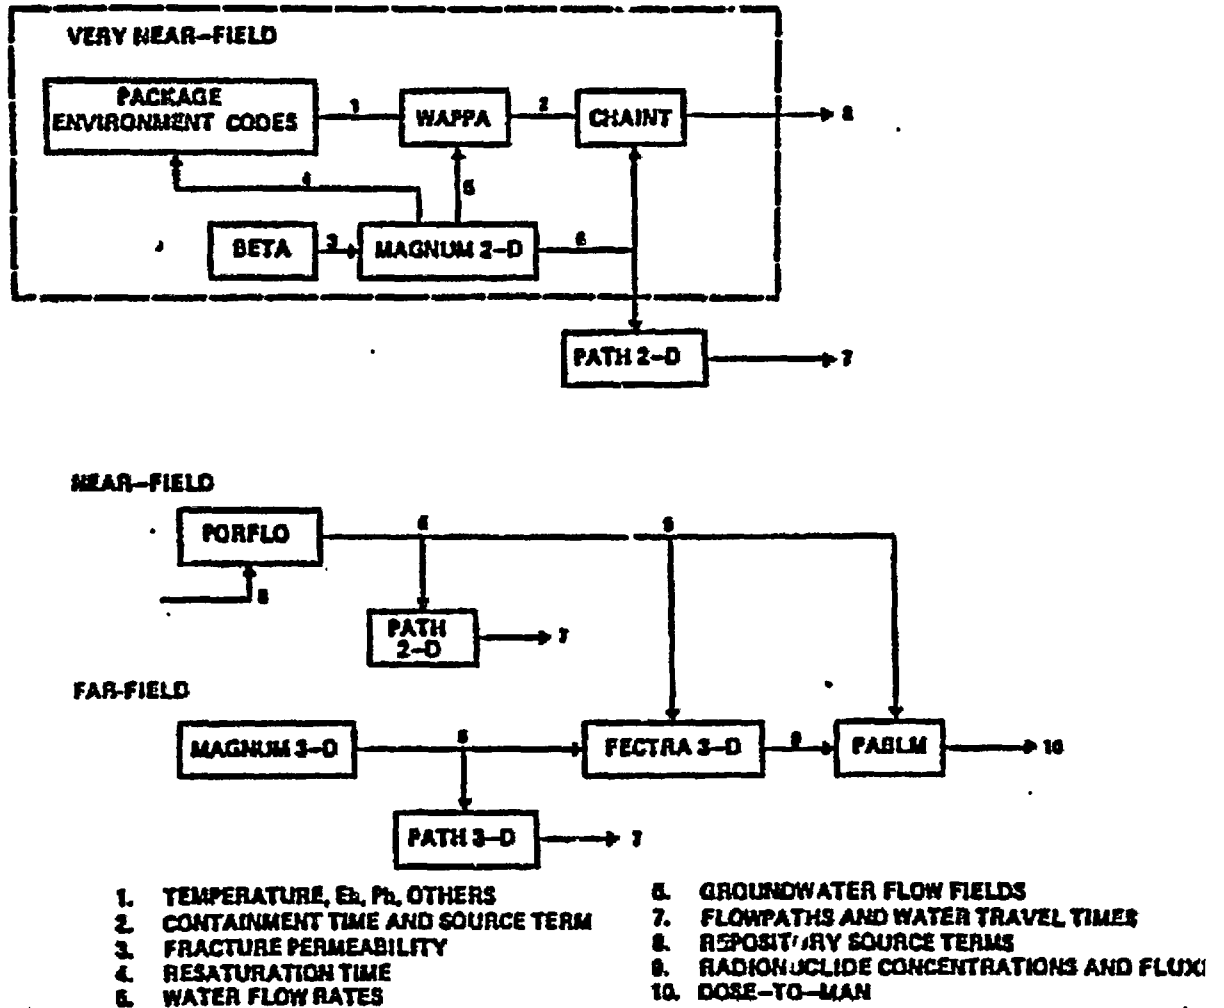 VERY NEAR-FIELD
PACKAGE
ENVIRONMENT CODES
1
WAPPA
2
CHAINT
8
4
5
BETA
3
MAGNUM 2-D
6
PATH 2-D
7
NEAR-FIELD
PORFLO
8
PATH
2-D
7
FAR-FIELD
MAGNUM 3-D
FECTRA 3-D
9
PABLM
10
PATH 3-D
7
1. TEMPERATURE, Eh, Ph, OTHERS
2. CONTAINMENT TIME AND SOURCE TERM
3. FRACTURE PERMEABILITY
4. RESATURATION TIME
5. WATER FLOW RATES
6. GROUNDWATER FLOW FIELDS
7. FLOWPATHS AND WATER TRAVEL TIMES
8. REPOSITORY SOURCE TERMS
9. RADIONUCLIDE CONCENTRATIONS AND FLUX
10. DOSE-TO-MAN